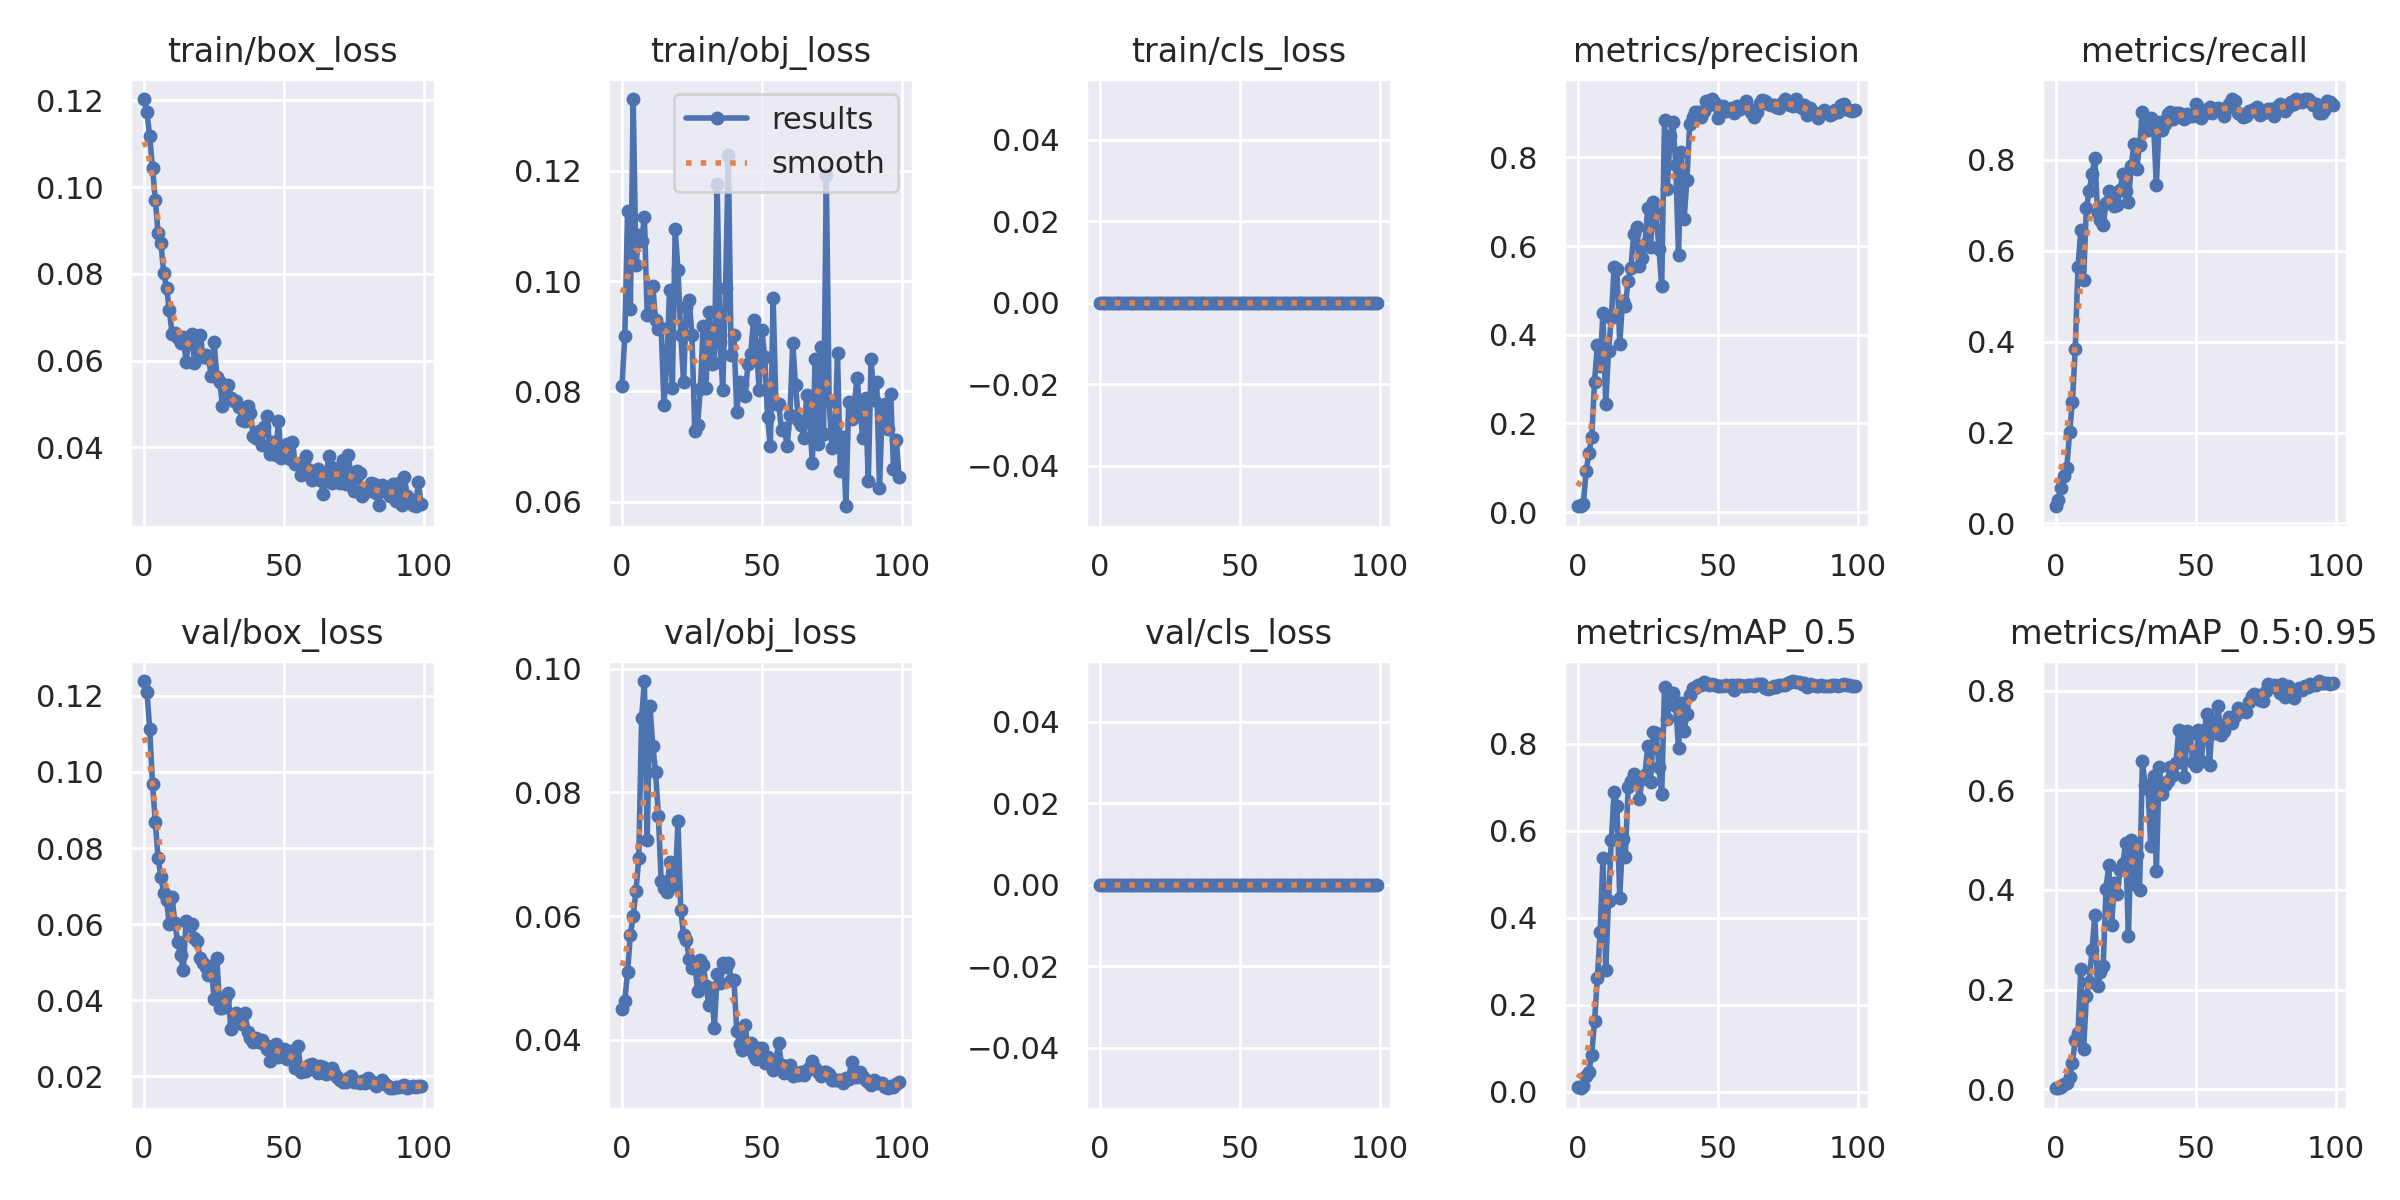 train/box_loss
0.12
0.10
0.08
0.06
0.04
0 50 100
train/obj_loss
results
smooth
0.12
0.10
0.08
0.06
0 50 100
train/cls_loss
0.04
0.02
0.00
−0.02
−0.04
0 50 100
metrics/precision
0.8
0.6
0.4
0.2
0.0
0 50 100
metrics/recall
0.8
0.6
0.4
0.2
0.0
0 50 100
val/box_loss
0.12
0.10
0.08
0.06
0.04
0.02
0 50 100
val/obj_loss
0.10
0.08
0.06
0.04
0 50 100
val/cls_loss
0.04
0.02
0.00
−0.02
−0.04
0 50 100
metrics/mAP_0.5
0.8
0.6
0.4
0.2
0.0
0 50 100
metrics/mAP_0.5:0.95
0.8
0.6
0.4
0.2
0.0
0 50 100